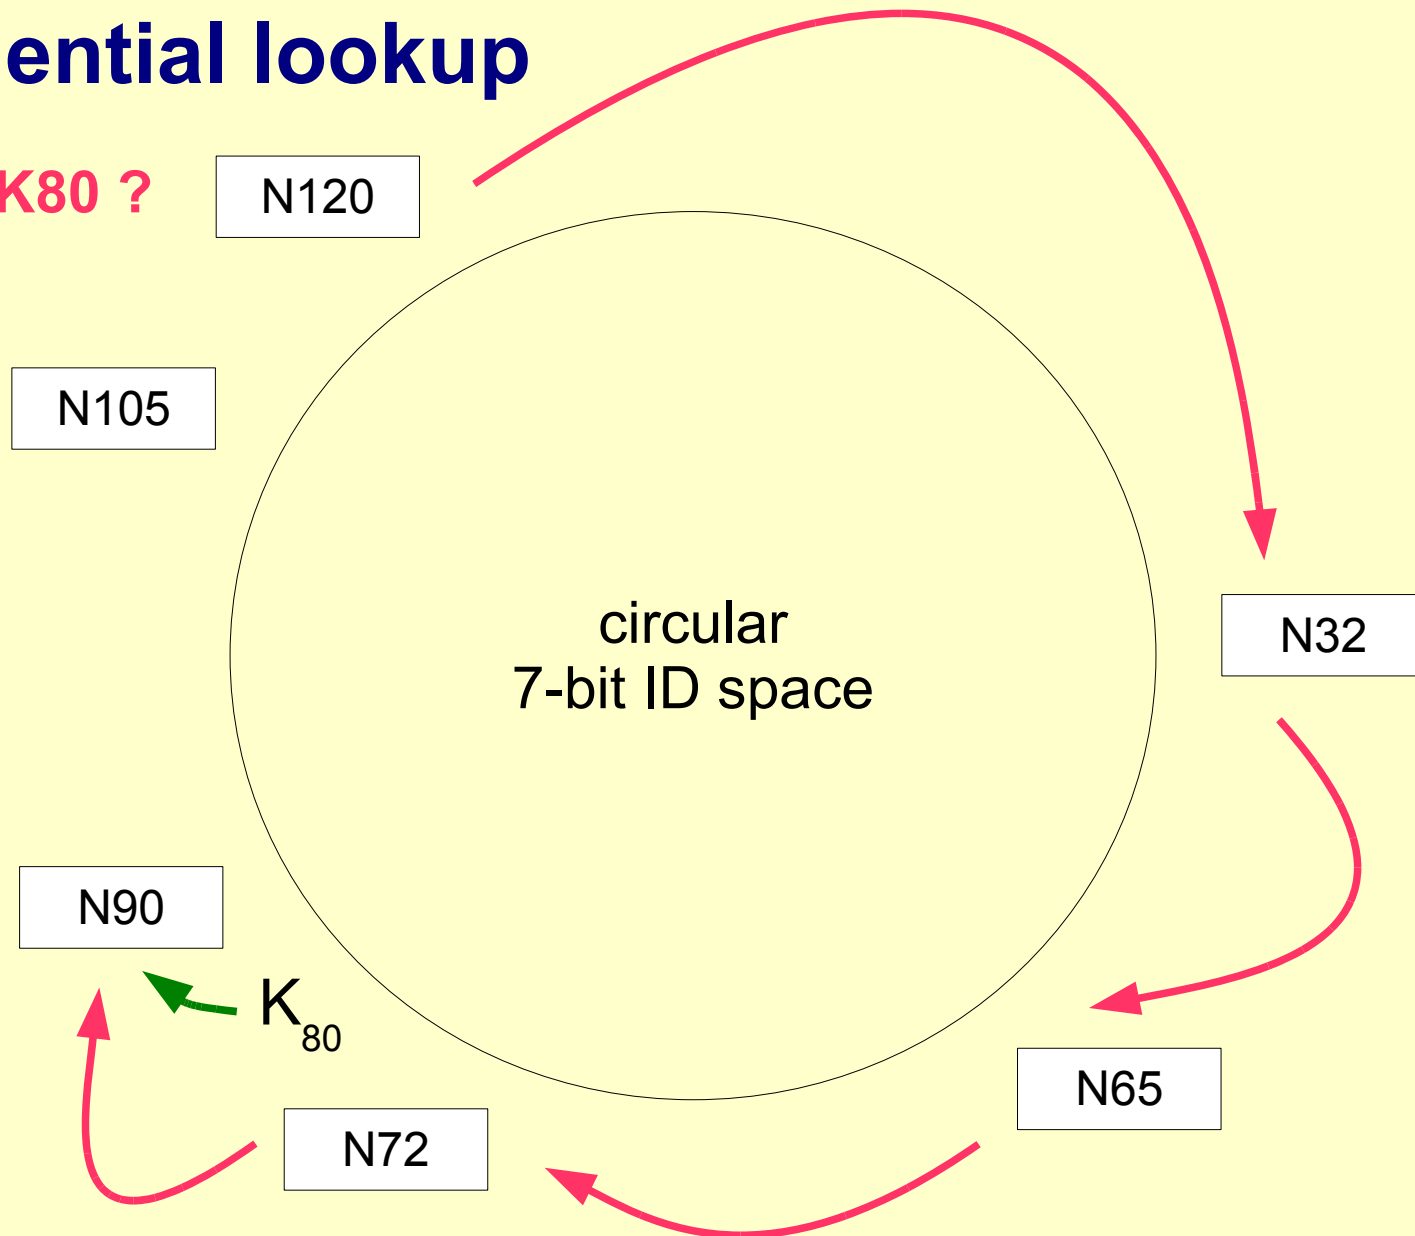 ential lookup
K80 ?
N120
N105
circular
7-bit ID space
N32
N90
K80
N65
N72